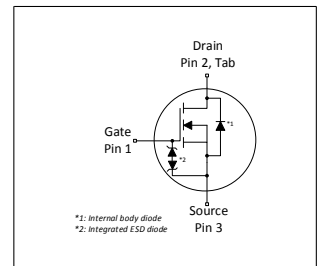 Drain
Pin 2, Tab
*1
Gate
Pin 1
*2
Source
Pin 3
*1: Internal body diode
*2: Integrated ESD diode